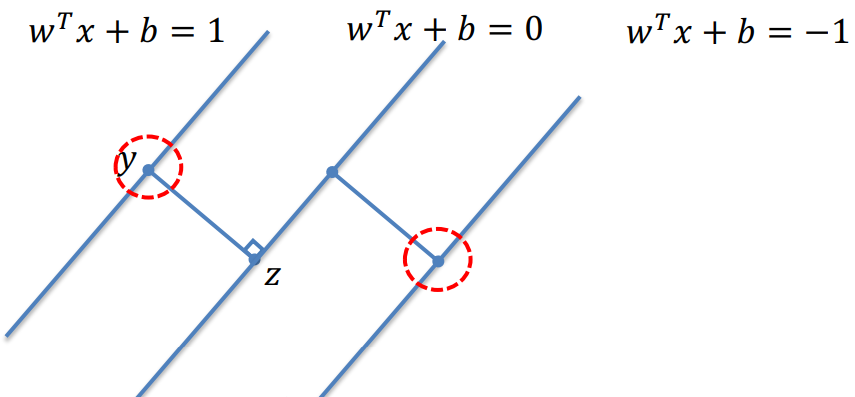 wᵀx + b = 1
wᵀx + b = 0
wᵀx + b = −1
y
z